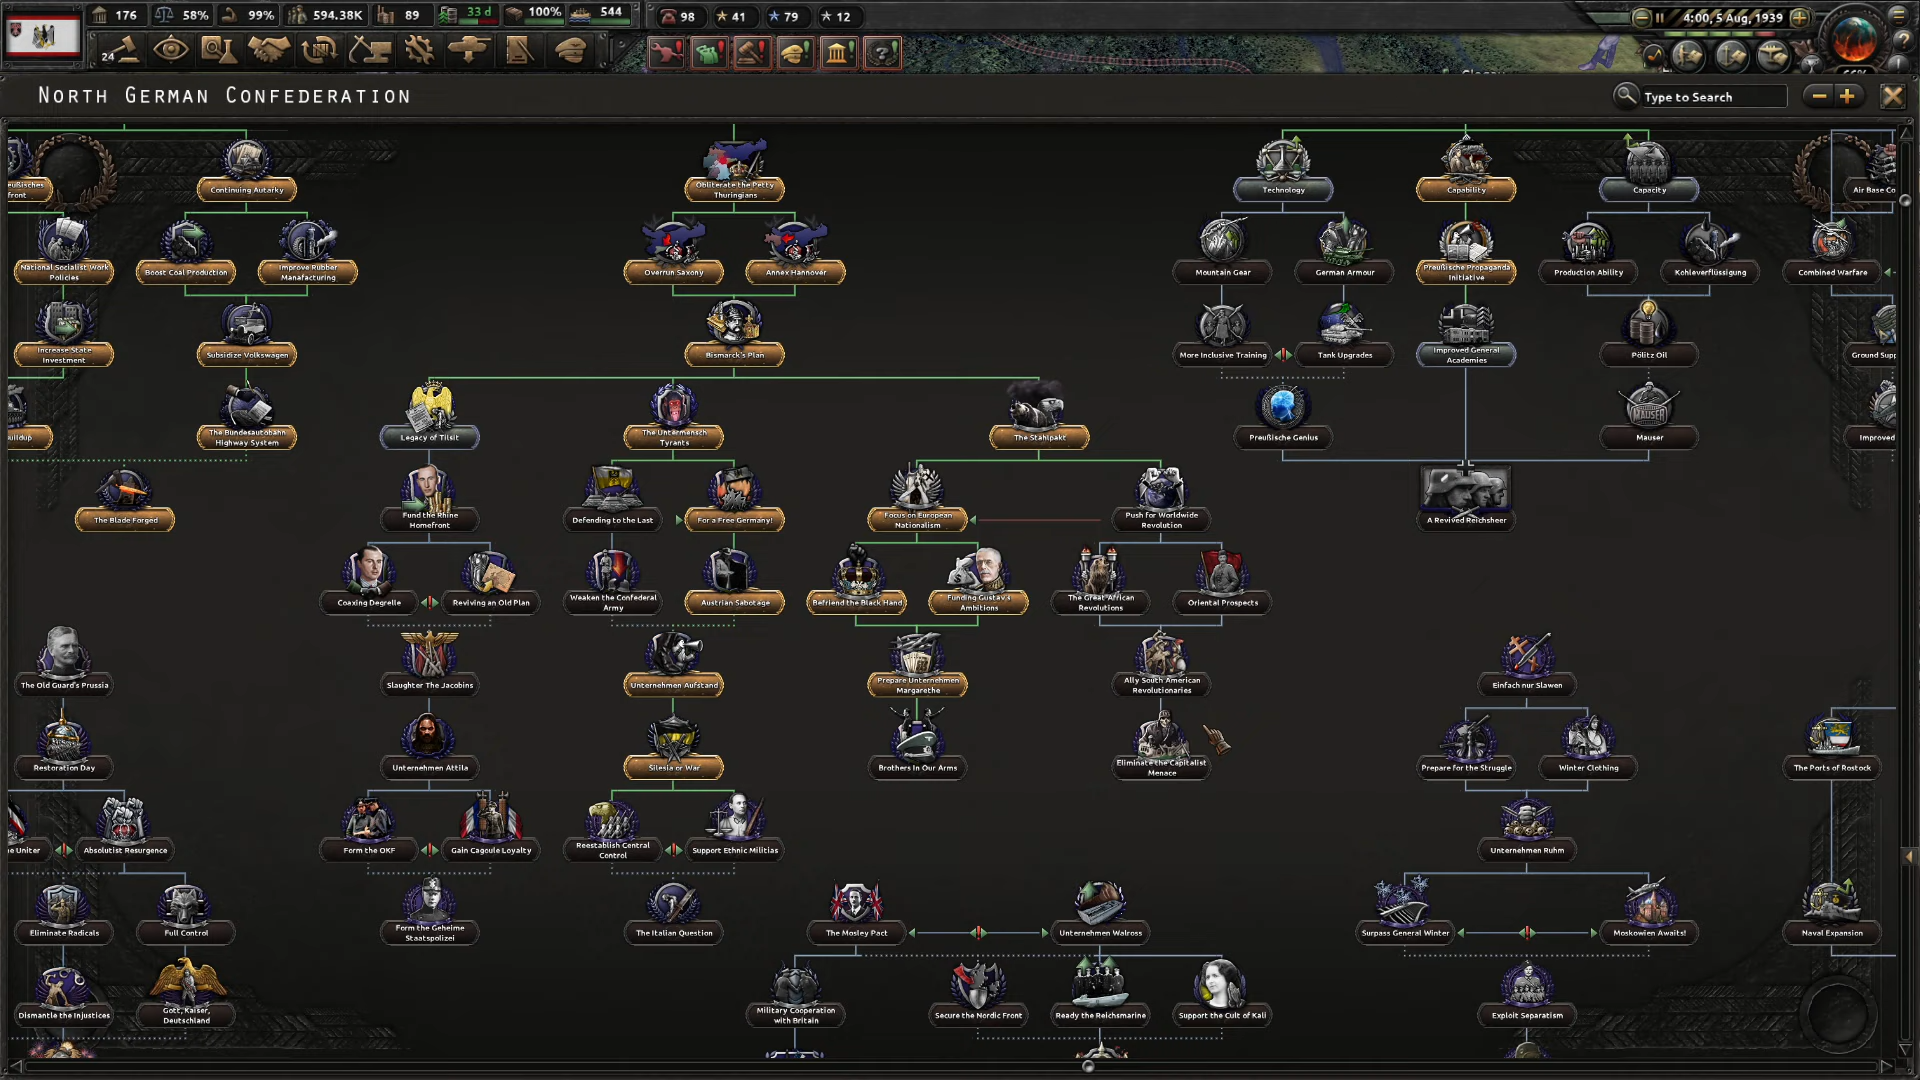 176
58%
99%
594.38K
89
33 d
100%
544
98
41
79
12
4:00, 5 Aug, 1939
24
North German Confederation
Type to Search
Continuing Autarky
Obliterate the Petty
Thuringians
Technology
Capability
Capacity
Air Base Co
National Socialist Work
Policies
Boost Coal Production
Improve Rubber
Manafacturing
Overrun Saxony
Annex Hannover
Mountain Gear
German Armour
Preußische Propaganda
Initiative
Production Ability
Kohleverflüssigung
Combined Warfare
Increase State
Investment
Subsidize Volkswagen
Bismarck's Plan
More Inclusive Training
Tank Upgrades
Improved General
Academies
Pölitz Oil
Ground Supp
uildup
The Bundesautobahn
Highway System
Legacy of Tilsit
The Untermensch
Tyrants
The Stahlpakt
Preußische Genius
MAUSER
Mauser
Improved
The Blade Forged
Fund the Rhine
Homefront
Defending to the Last
For a Free Germany!
Focus on European
Nationalism
Push for Worldwide
Revolution
A Revived Reichsheer
Coaxing Degrelle
Reviving an Old Plan
Weaken the Confederal
Army
Austrian Sabotage
Befriend the Black Hand
Funding Gustav's
Ambitions
The Great African
Revolutions
Oriental Prospects
The Old Guard's Prussia
Slaughter The Jacobins
Unternehmen Aufstand
Prepare Unternehmen
Margarethe
Ally South American
Revolutionaries
Einfach nur Slawen
Restoration Day
Unternehmen Attila
Silesia or War
Brothers In Our Arms
Eliminate the Capitalist
Menace
Prepare for the Struggle
Winter Clothing
The Ports of Rostock
e Uniter
Absolutist Resurgence
Form the OKF
Gain Cagoule Loyalty
Reestablish Central
Control
Support Ethnic Militias
Unternehmen Ruhm
Eliminate Radicals
Full Control
Form the Geheime
Staatspolizei
The Italian Question
The Mosley Pact
Unternehmen Walross
Surpass General Winter
Moskowien Awaits!
Naval Expansion
Dismantle the Injustices
Gott, Kaiser,
Deutschland
Military Cooperation
with Britain
Secure the Nordic Front
Ready the Reichsmarine
Support the Cult of Kali
Exploit Separatism